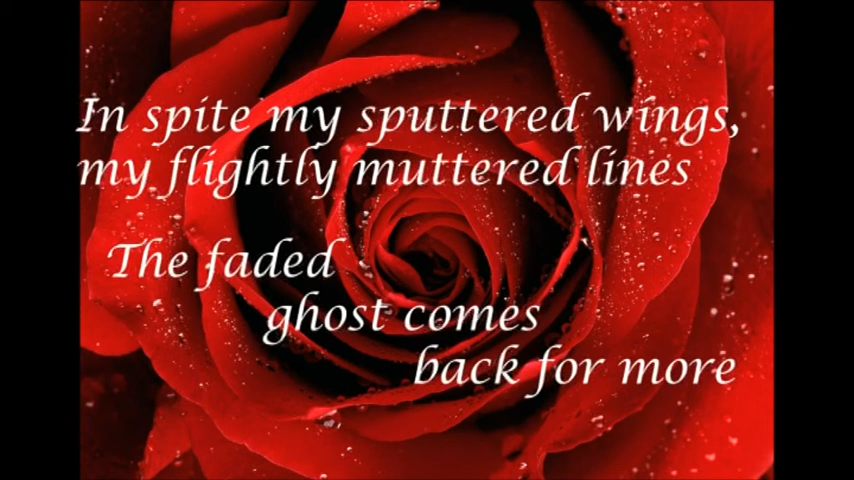 In spite my sputtered wings,
my flightly muttered lines
The faded
ghost comes
back for more